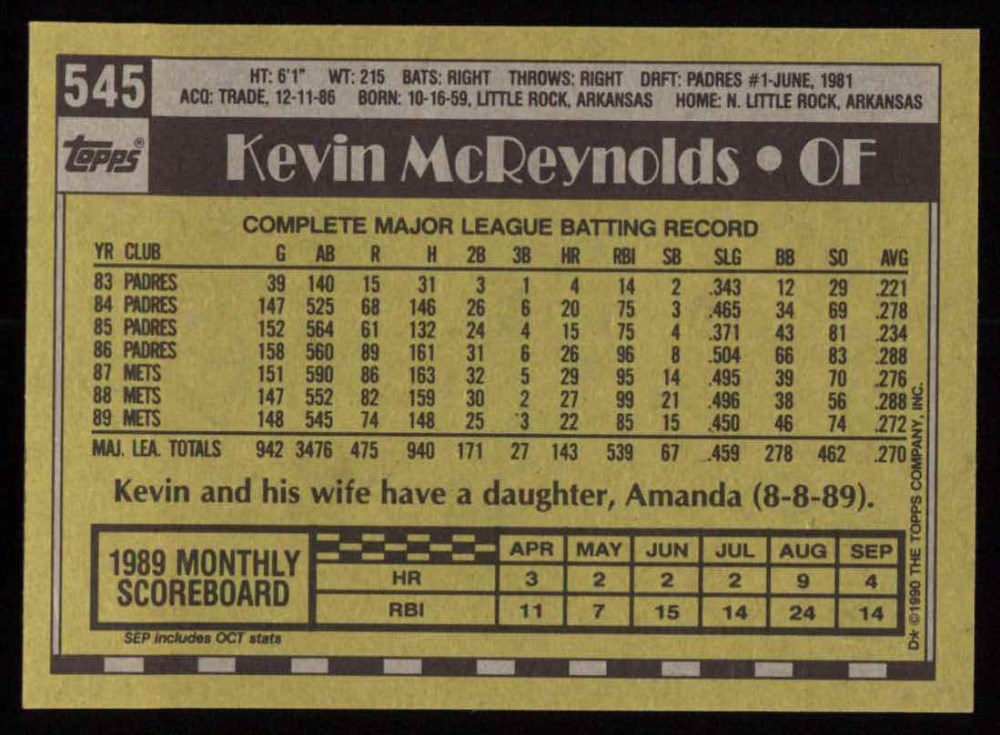 545
HT: 6'1" WT: 215 BATS: RIGHT THROWS: RIGHT DRFT: PADRES #1-JUNE, 1981
ACQ: TRADE, 12-11-86 BORN: 10-16-59, LITTLE ROCK, ARKANSAS HOME: N. LITTLE ROCK, ARKANSAS
topps®
Kevin McReynolds • OF
COMPLETE MAJOR LEAGUE BATTING RECORD
YR CLUB G AB R H 2B 3B HR RBI SB SLG BB SO AVG
83 PADRES 39 140 15 31 3 1 4 14 2 .343 12 29 .221
84 PADRES 147 525 68 146 26 6 20 75 3 .465 34 69 .278
85 PADRES 152 564 61 132 24 4 15 75 4 .371 43 81 .234
86 PADRES 158 560 89 161 31 6 26 96 8 .504 66 83 .288
87 METS 151 590 86 163 32 5 29 95 14 .495 39 70 .276
88 METS 147 552 82 159 30 2 27 99 21 .496 38 56 .288
89 METS 148 545 74 148 25 3 22 85 15 .450 46 74 .272
MAJ. LEA. TOTALS 942 3476 475 940 171 27 143 539 67 .459 278 462 .270
Kevin and his wife have a daughter, Amanda (8-8-89).
1989 MONTHLY
SCOREBOARD
APR MAY JUN JUL AUG SEP
HR 3 2 2 2 9 4
RBI 11 7 15 14 24 14
SEP includes OCT stats
D* ©1990 THE TOPPS COMPANY, INC.